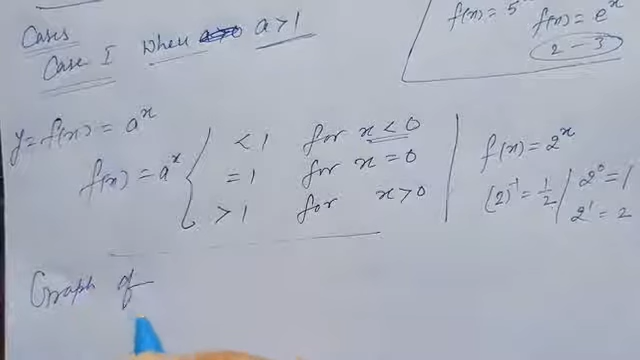 Cases
Case I When a > 1
f(x) = 5^x f(x) = e^x
2 - 3
y = f(x) = a^x
f(x) = a^x { < 1 for x < 0
= 1 for x = 0
> 1 for x > 0
f(x) = 2^x
(2)^-1 = 1/2 / 2^0 = 1
2^1 = 2
Graph of